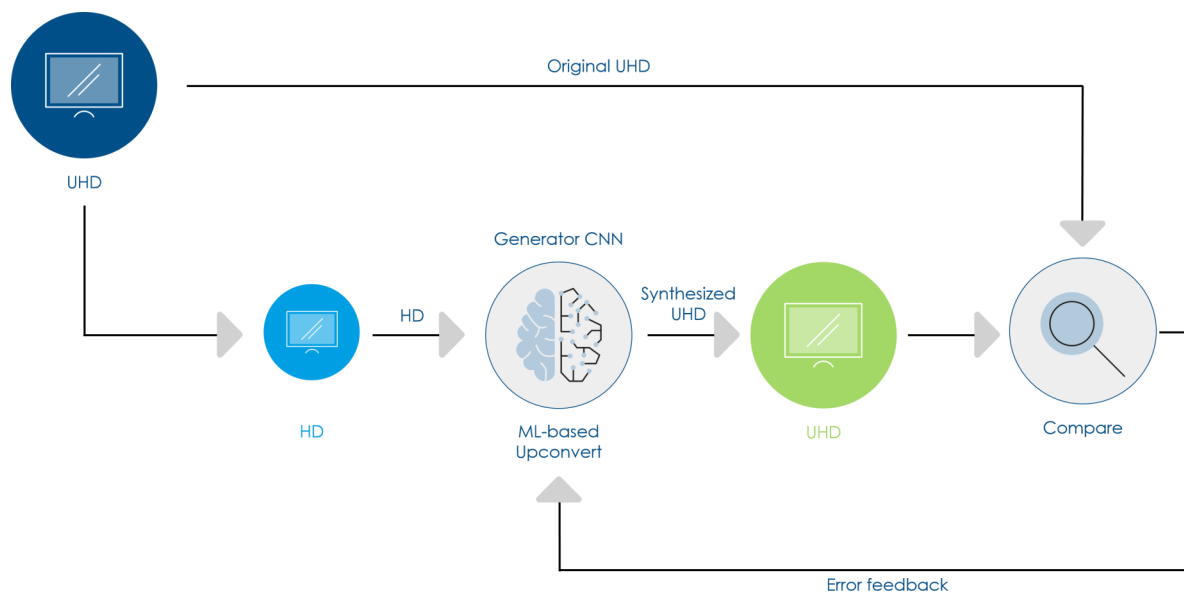 Original UHD
UHD
Generator CNN
Synthesized
UHD
HD
HD
ML-based
Upconvert
UHD
Compare
Error feedback